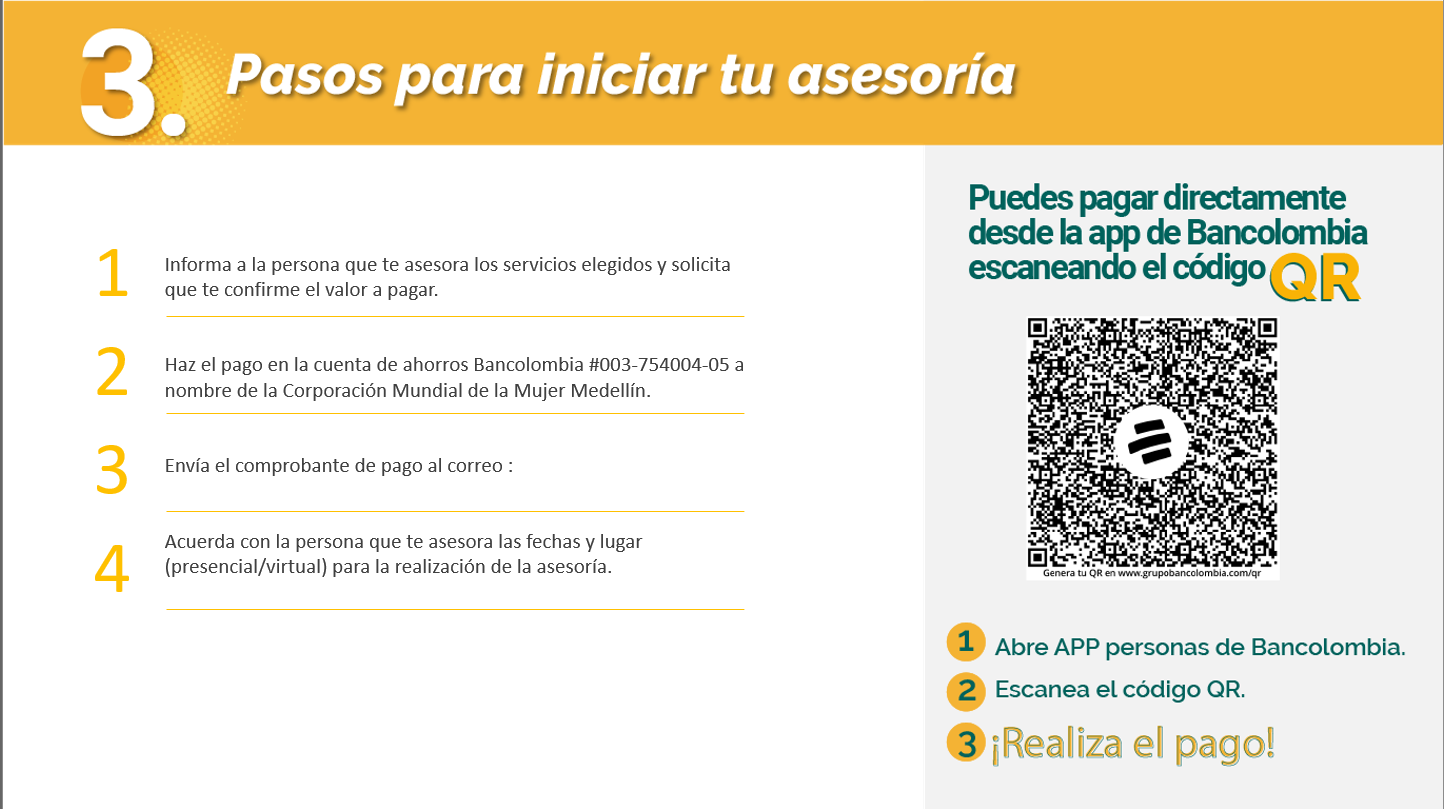 3.
Pasos para iniciar tu asesoría
1
Informa a la persona que te asesora los servicios elegidos y solicita
que te confirme el valor a pagar.
2
Haz el pago en la cuenta de ahorros Bancolombia #003-754004-05 a
nombre de la Corporación Mundial de la Mujer Medellín.
3
Envía el comprobante de pago al correo :
4
Acuerda con la persona que te asesora las fechas y lugar
(presencial/virtual) para la realización de la asesoría.
Puedes pagar directamente
desde la app de Bancolombia
escaneando el código QR
Genera tu QR en www.grupobancolombia.com/qr
1 Abre APP personas de Bancolombia.
2 Escanea el código QR.
3 ¡Realiza el pago!